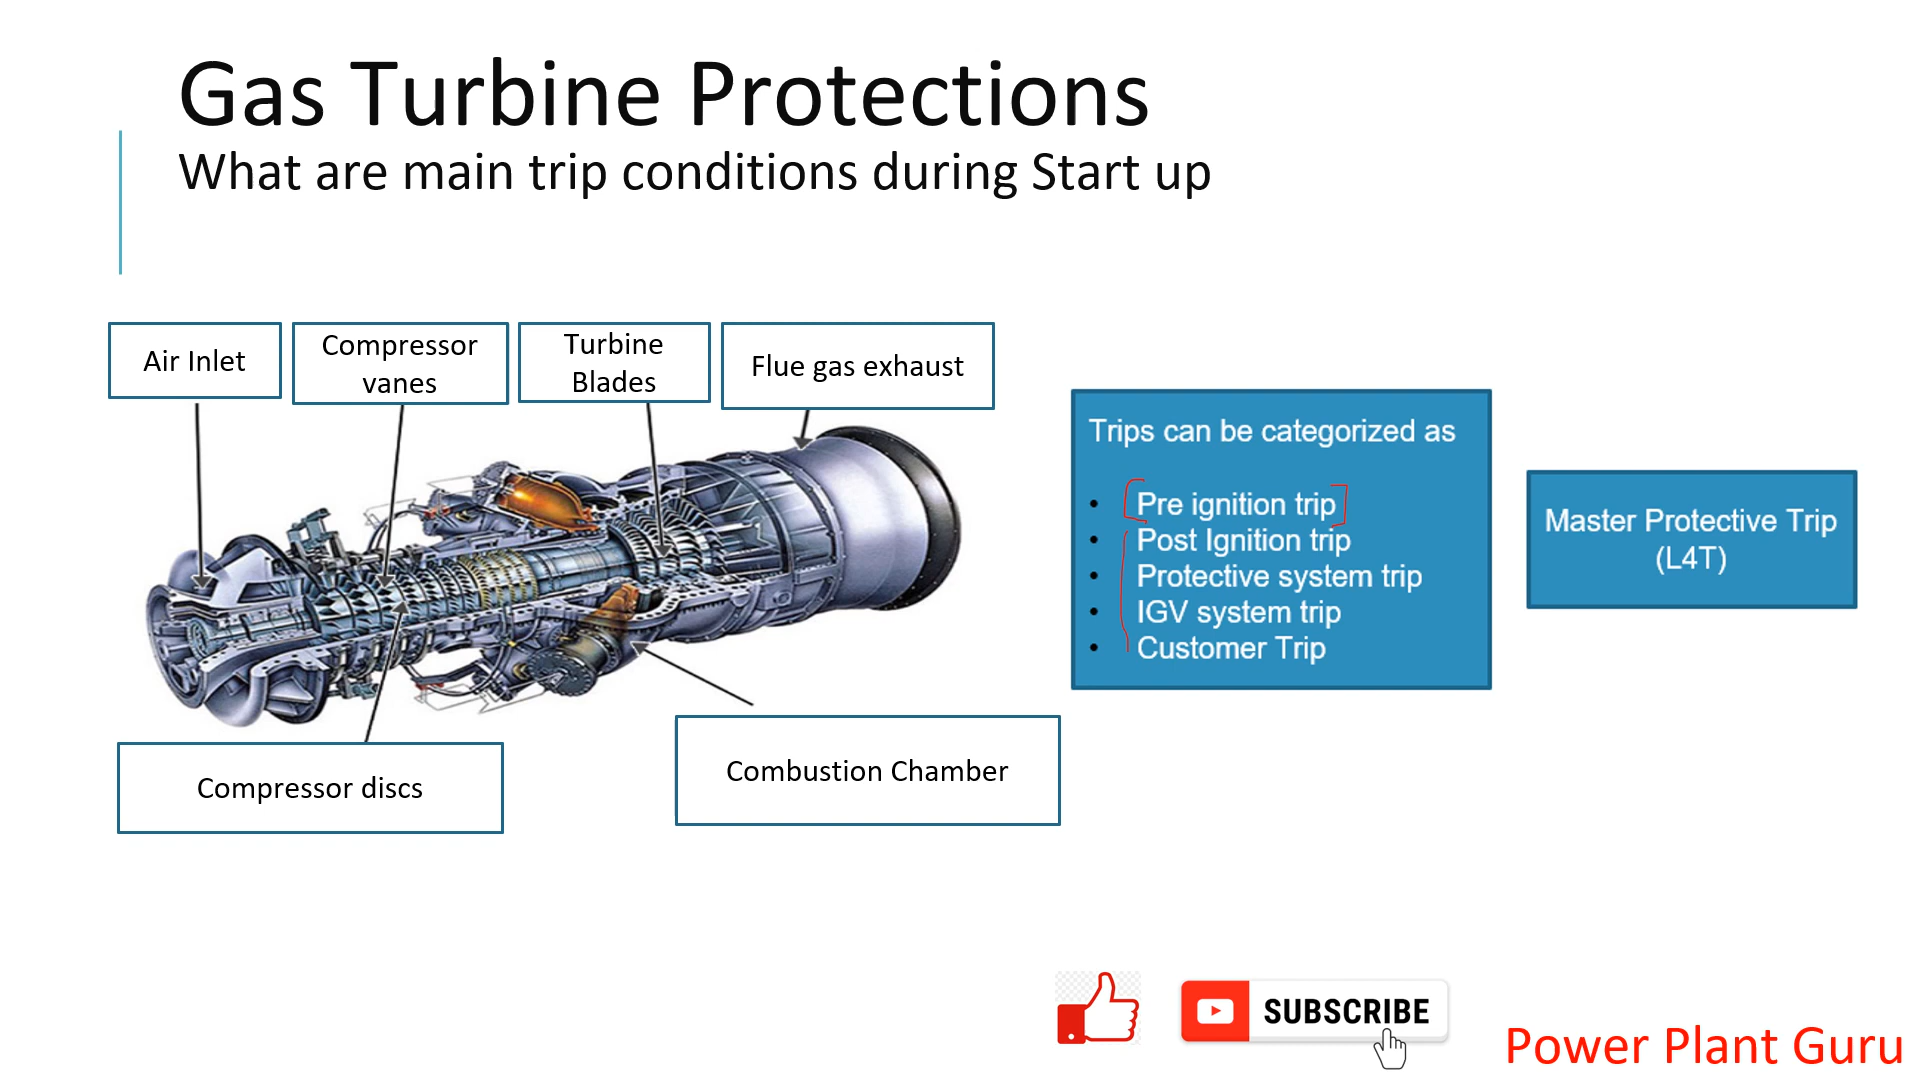 Gas Turbine Protections
What are main trip conditions during Start up
Air Inlet
Compressor
vanes
Turbine
Blades
Flue gas exhaust
Trips can be categorized as
• Pre ignition trip
• Post Ignition trip
• Protective system trip
• IGV system trip
• Customer Trip
Master Protective Trip
(L4T)
Compressor discs
Combustion Chamber
SUBSCRIBE
Power Plant Guru